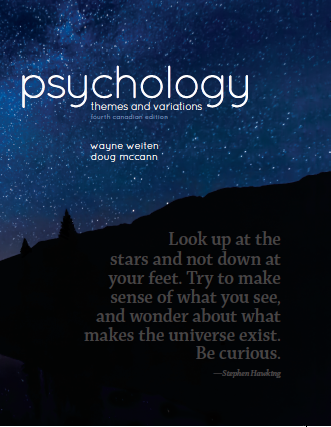 psychology
themes and variations
fourth canadian edition
wayne weiten
doug mccann
Look up at the
stars and not down at
your feet. Try to make
sense of what you see,
and wonder about what
makes the universe exist.
Be curious.
—Stephen Hawking